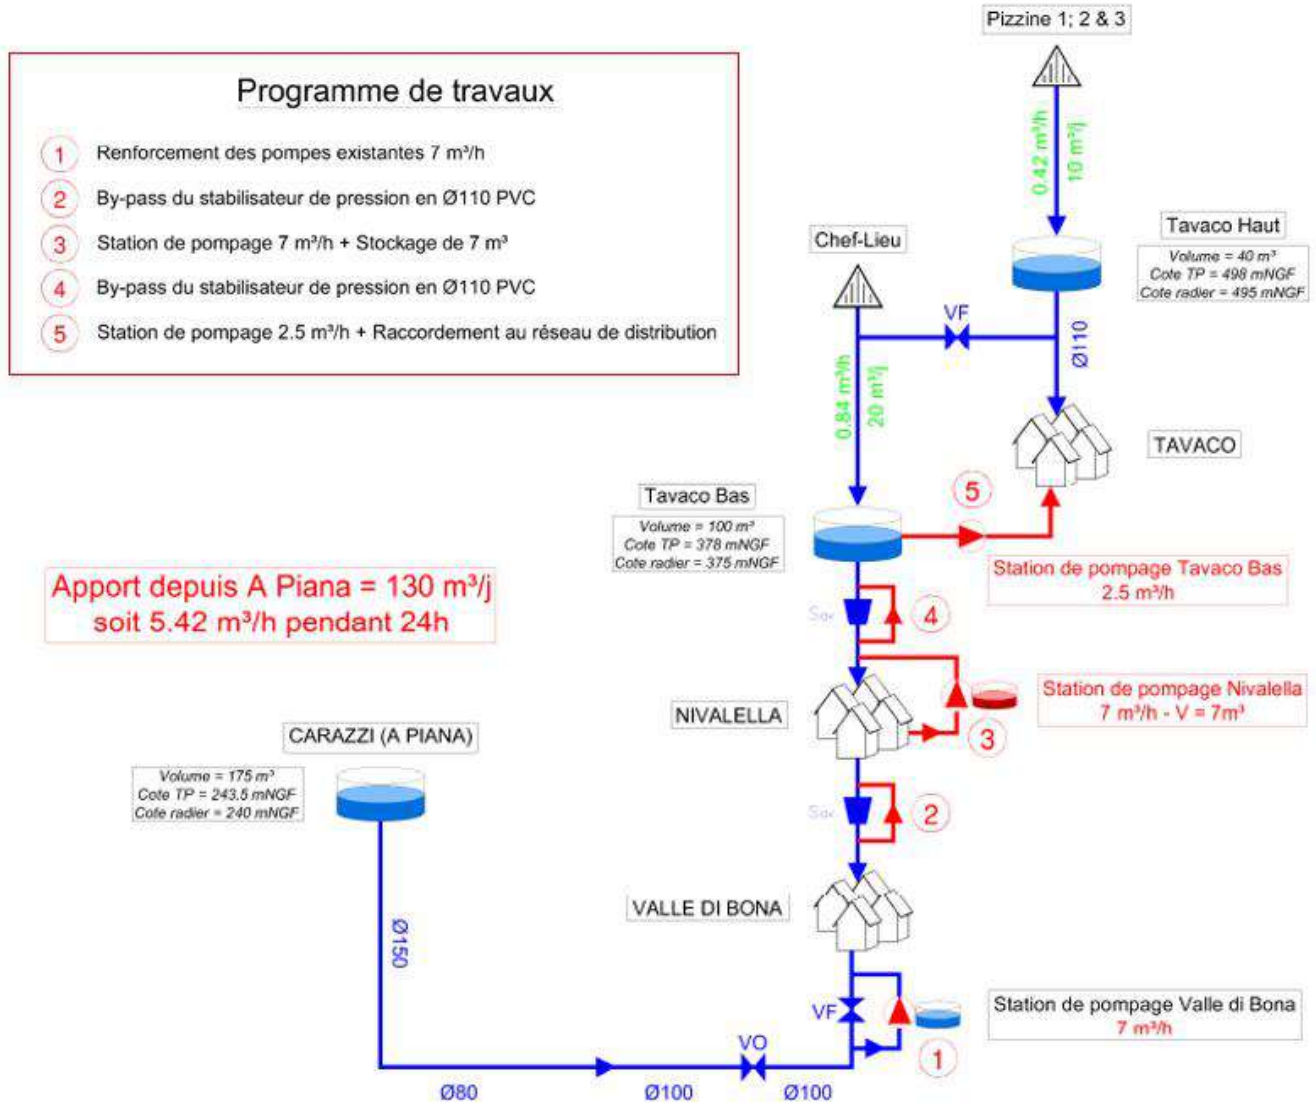 Pizzine 1; 2 & 3
Programme de travaux
1 Renforcement des pompes existantes 7 m³/h
2 By-pass du stabilisateur de pression en Ø110 PVC
3 Station de pompage 7 m³/h + Stockage de 7 m³
4 By-pass du stabilisateur de pression en Ø110 PVC
5 Station de pompage 2.5 m³/h + Raccordement au réseau de distribution
0.42 m³/h
10 m³/j
Tavaco Haut
Volume = 40 m³
Cote TP = 498 mNGF
Cote radier = 495 mNGF
Chef-Lieu
VF
Ø110
0.84 m³/h
20 m³/j
TAVACO
Tavaco Bas
Volume = 100 m³
Cote TP = 378 mNGF
Cote radier = 375 mNGF
5
Station de pompage Tavaco Bas
2.5 m³/h
Apport depuis A Piana = 130 m³/j
soit 5.42 m³/h pendant 24h
4
NIVALELLA
Station de pompage Nivalella
7 m³/h - V = 7m³
3
CARAZZI (A PIANA)
Volume = 175 m³
Cote TP = 243.5 mNGF
Cote radier = 240 mNGF
2
VALLE DI BONA
Ø150
VF
Station de pompage Valle di Bona
7 m³/h
1
VO
Ø80
Ø100
Ø100